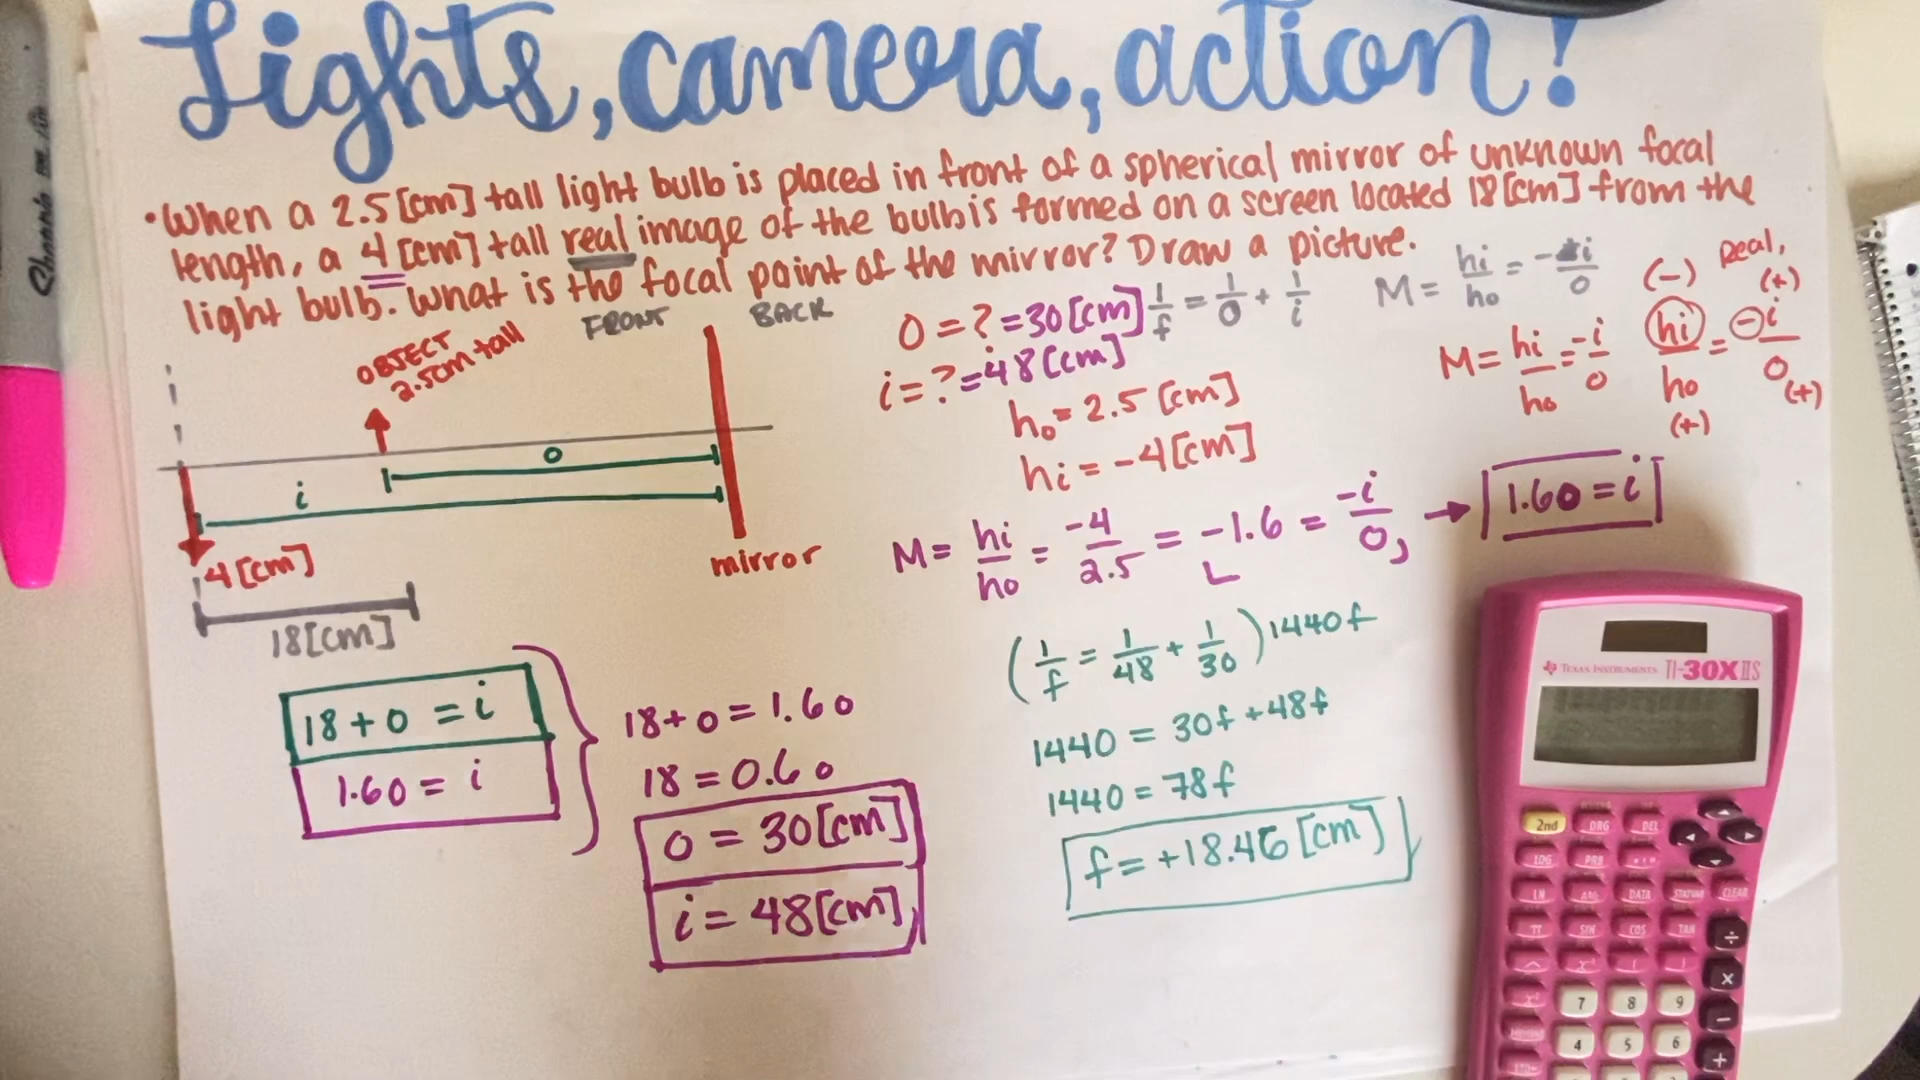 Lights, camera, action!
• When a 2.5 [cm] tall light bulb is placed in front of a spherical mirror of unknown focal
length, a 4 [cm] tall real image of the bulb is formed on a screen located 18 [cm] from the
light bulb. What is the focal point of the mirror? Draw a picture.
OBJECT
2.5cm tall
FRONT
BACK
i
o
4 [cm]
18 [cm]
mirror
O = ? = 30 [cm]
i = ? = 48 [cm]
ho = 2.5 [cm]
hi = -4 [cm]
1/f = 1/o + 1/i
M = hi/ho = -i/o
M = hi/ho = -i/o
(-) real, (+)
hi/ho = -i/o
(+) (+)
M = hi/ho = -4/2.5 = -1.6 = -i/o, → 1.6o = i
18 + o = i
1.6o = i
18 + o = 1.6o
18 = 0.6o
o = 30 [cm]
i = 48 [cm]
(1/f = 1/48 + 1/30) 1440f
1440 = 30f + 48f
1440 = 78f
f = +18.46 [cm]
Sharpie
TEXAS INSTRUMENTS TI-30X IIS
2nd DRG DEL
LOG PRB
LN DATA STATVAR CLEAR
π SIN COS TAN ÷
^ ( ) ×
7 8 9 −
4 5 6 +